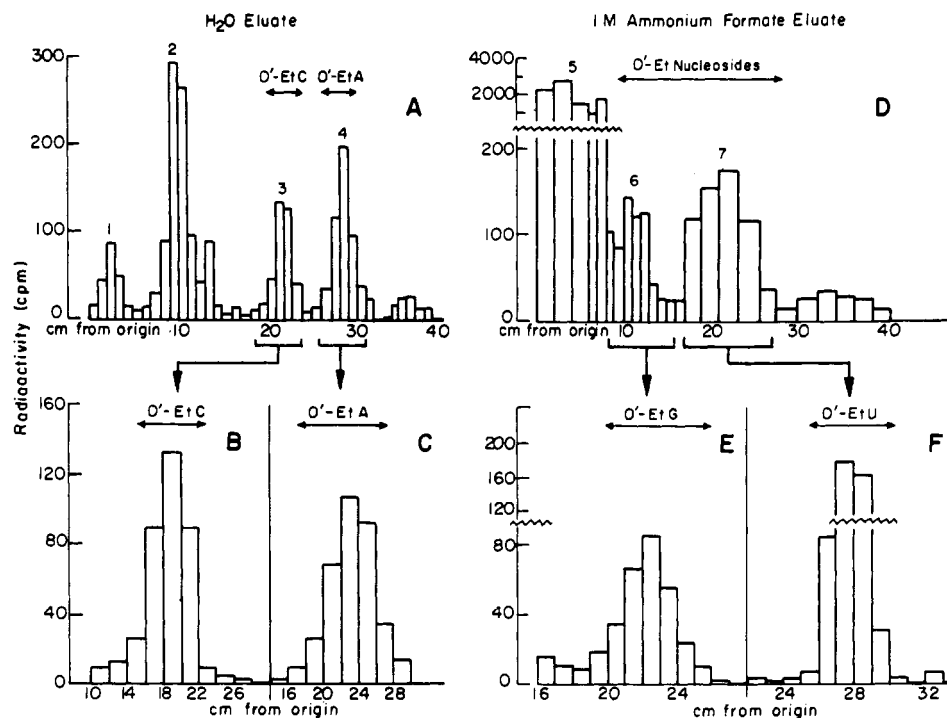 H₂O Eluate
1 M Ammonium Formate Eluate
Radioactivity (cpm)
300
200
100
0
1
2
3
4
O'-EtC
O'-EtA
A
cm from origin
10
20
30
40
4000
2000
200
100
0
5
6
7
O'-Et Nucleosides
D
cm from origin
10
20
30
40
160
120
80
40
0
O'-EtC
B
O'-EtA
C
10
14
18
22
26
16
20
24
28
cm from origin
200
160
120
80
40
0
O'-EtG
E
O'-EtU
F
16
20
24
24
28
32
cm from origin